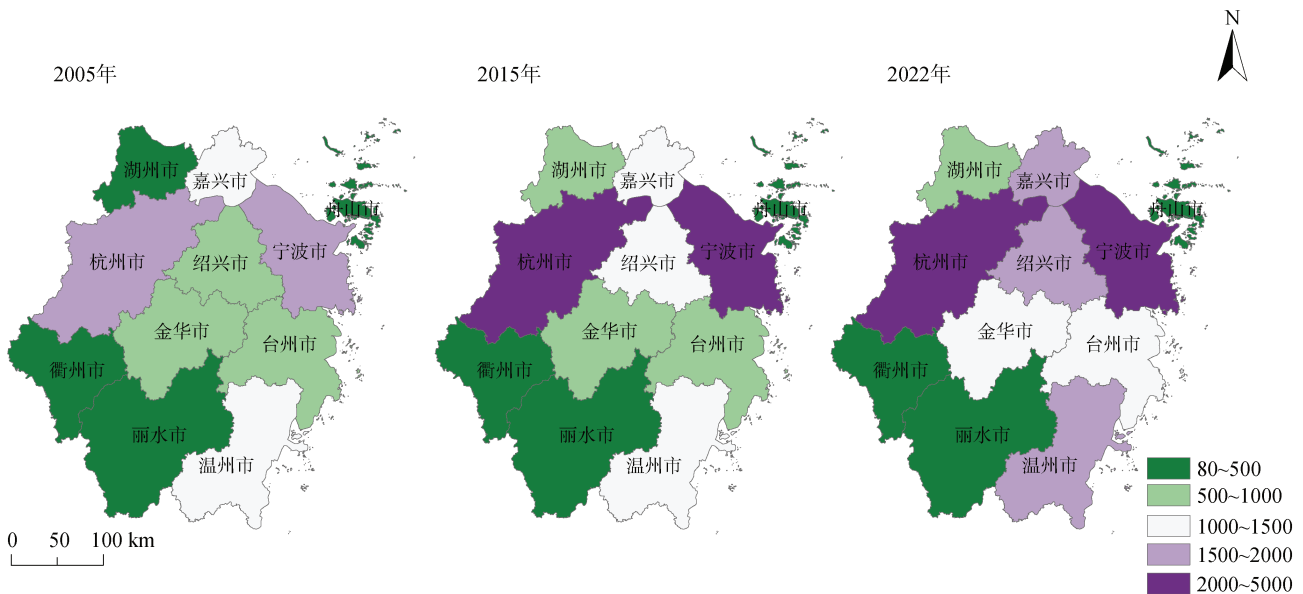 N
2005年
2015年
2022年
湖州市
嘉兴市
舟山市
杭州市
绍兴市
宁波市
金华市
台州市
衢州市
丽水市
温州市
湖州市
嘉兴市
舟山市
杭州市
绍兴市
宁波市
金华市
台州市
衢州市
丽水市
温州市
湖州市
嘉兴市
舟山市
杭州市
绍兴市
宁波市
金华市
台州市
衢州市
丽水市
温州市
0 50 100 km
80~500
500~1000
1000~1500
1500~2000
2000~5000